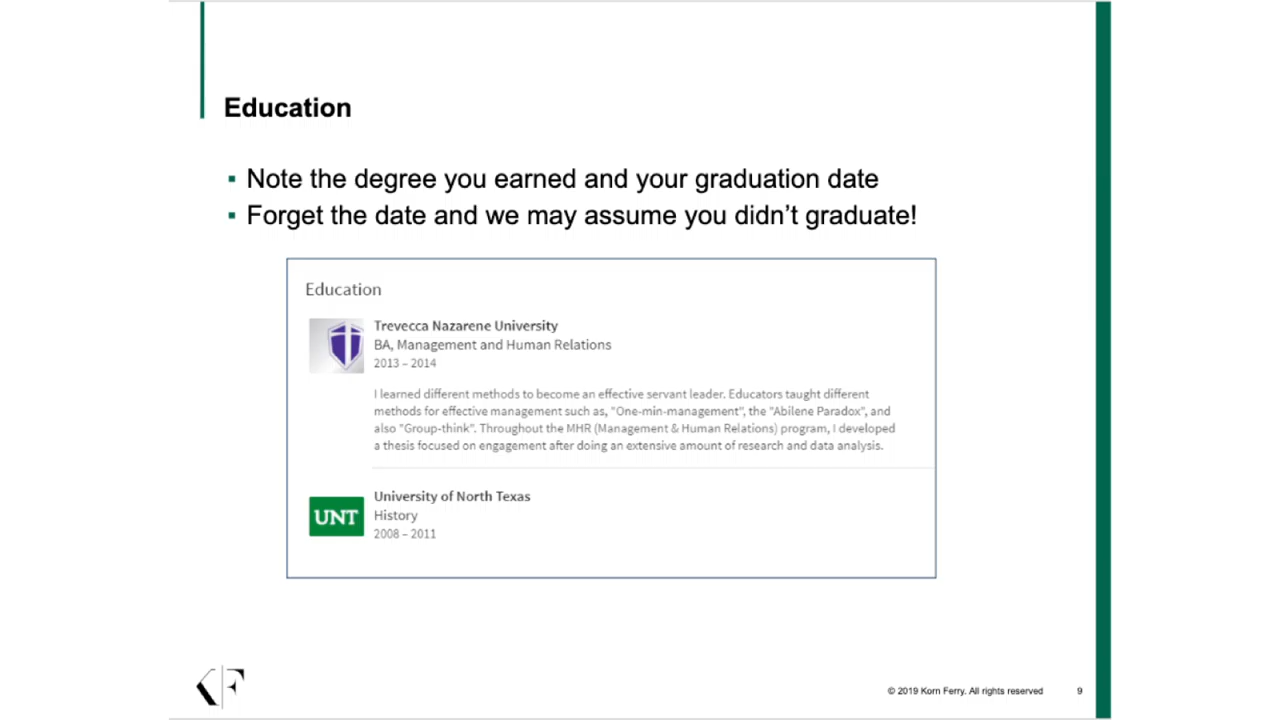 Education
▪ Note the degree you earned and your graduation date
▪ Forget the date and we may assume you didn’t graduate!
Education
Trevecca Nazarene University
BA, Management and Human Relations
2013 – 2014
I learned different methods to become an effective servant leader. Educators taught different
methods for effective management such as, "One-min-management", the "Abilene Paradox", and
also "Group-think". Throughout the MHR (Management & Human Relations) program, I developed
a thesis focused on engagement after doing an extensive amount of research and data analysis.
UNT
University of North Texas
History
2008 – 2011
KF
© 2019 Korn Ferry. All rights reserved
9